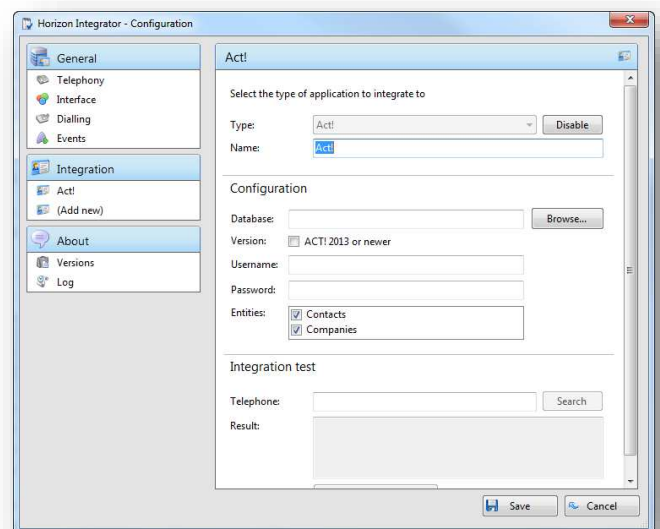 Horizon Integrator - Configuration
General
Telephony
Interface
Dialling
Events
Integration
Act!
(Add new)
About
Versions
Log
Act!
Select the type of application to integrate to
Type: Act! Disable
Name: Act!
Configuration
Database: Browse...
Version: ACT! 2013 or newer
Username:
Password:
Entities: Contacts
Companies
Integration test
Telephone: Search
Result:
Save Cancel